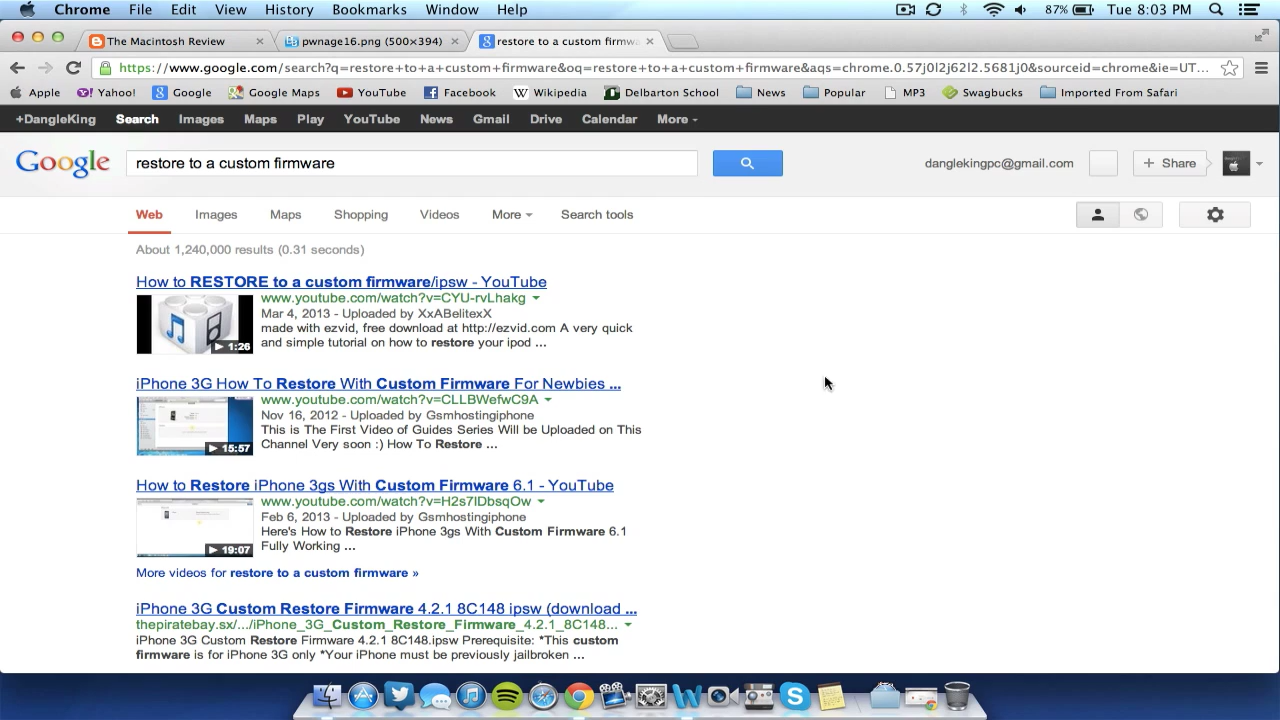 Chrome File Edit View History Bookmarks Window Help 87% Tue 8:03 PM
The Macintosh Review pwnage16.png (500×394) restore to a custom firmwa
https://www.google.com/search?q=restore+to+a+custom+firmware&oq=restore+to+a+custom+firmware&aqs=chrome.0.57j0l2j62l2.5681j0&sourceid=chrome&ie=UT...
Apple Yahoo! Google Google Maps YouTube Facebook Wikipedia Delbarton School News Popular MP3 Swagbucks Imported From Safari
+DangleKing Search Images Maps Play YouTube News Gmail Drive Calendar More
Google restore to a custom firmware danglekingpc@gmail.com + Share
Web Images Maps Shopping Videos More Search tools
About 1,240,000 results (0.31 seconds)
How to RESTORE to a custom firmware/ipsw - YouTube
www.youtube.com/watch?v=CYU-rvLhakg
Mar 4, 2013 - Uploaded by XxABelitexX
made with ezvid, free download at http://ezvid.com A very quick
and simple tutorial on how to restore your ipod ...
1:26
iPhone 3G How To Restore With Custom Firmware For Newbies ...
www.youtube.com/watch?v=CLLBWefwC9A
Nov 16, 2012 - Uploaded by Gsmhostingiphone
This is The First Video of Guides Series Will be Uploaded on This
Channel Very soon :) How To Restore ...
15:57
How to Restore iPhone 3gs With Custom Firmware 6.1 - YouTube
www.youtube.com/watch?v=H2s7lDbsqOw
Feb 6, 2013 - Uploaded by Gsmhostingiphone
Here's How to Restore iPhone 3gs With Custom Firmware 6.1
Fully Working ...
19:07
More videos for restore to a custom firmware »
iPhone 3G Custom Restore Firmware 4.2.1 8C148 ipsw (download ...
thepiratebay.sx/.../iPhone_3G_Custom_Restore_Firmware_4.2.1_8C148...
iPhone 3G Custom Restore Firmware 4.2.1 8C148.ipsw Prerequisite: *This custom
firmware is for iPhone 3G only *Your iPhone must be previously jailbroken ...